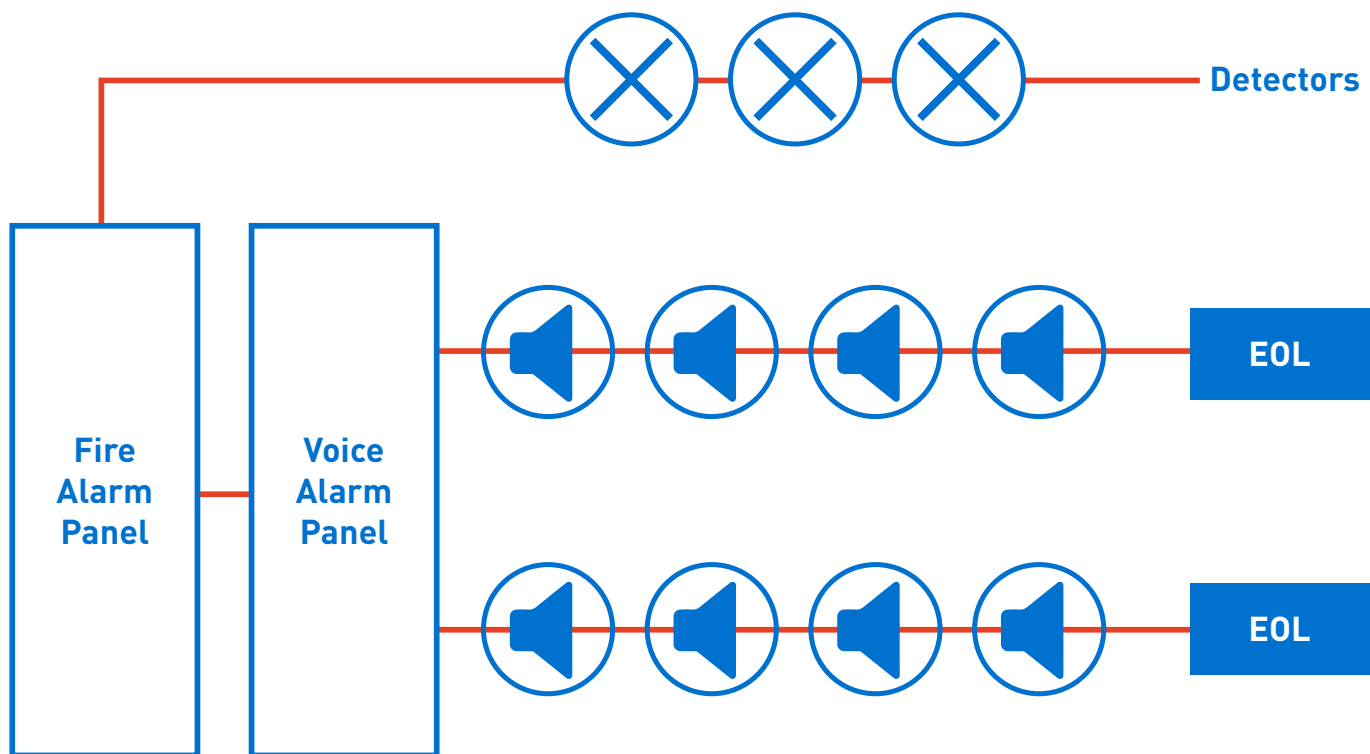 Detectors
Fire
Alarm
Panel
Voice
Alarm
Panel
EOL
EOL